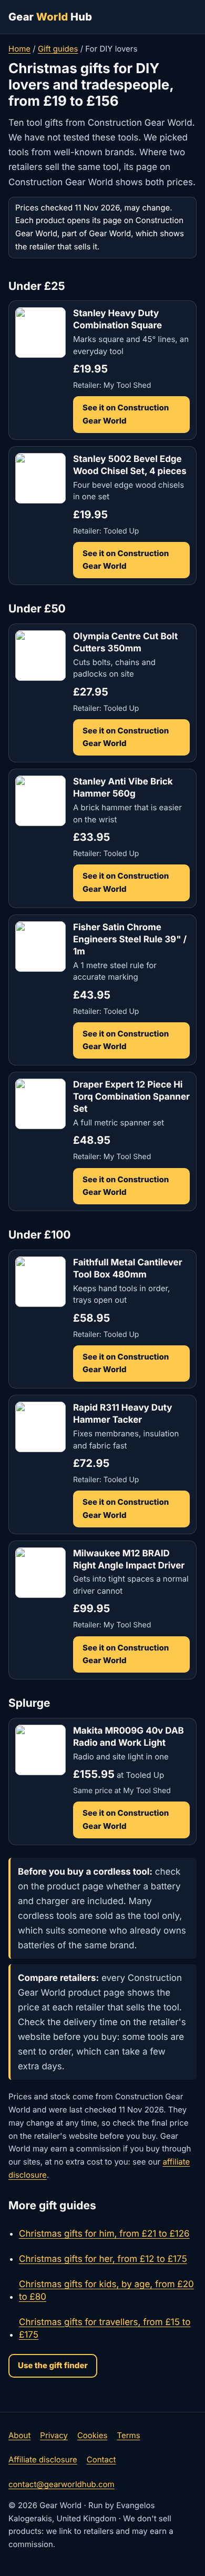 Gear World Hub
Home / Gift guides / For DIY lovers
Christmas gifts for DIY
lovers and tradespeople,
from £19 to £156
Ten tool gifts from Construction Gear World.
We have not tested these tools. We picked
tools from well-known brands. Where two
retailers sell the same tool, its page on
Construction Gear World shows both prices.
Prices checked 11 Nov 2026, may change.
Each product opens its page on Construction
Gear World, part of Gear World, which shows
the retailer that sells it.
Under £25
Stanley Heavy Duty
Combination Square
Marks square and 45° lines, an
everyday tool
£19.95
Retailer: My Tool Shed
See it on Construction
Gear World
Stanley 5002 Bevel Edge
Wood Chisel Set, 4 pieces
Four bevel edge wood chisels
in one set
£19.95
Retailer: Tooled Up
See it on Construction
Gear World
Under £50
Olympia Centre Cut Bolt
Cutters 350mm
Cuts bolts, chains and
padlocks on site
£27.95
Retailer: Tooled Up
See it on Construction
Gear World
Stanley Anti Vibe Brick
Hammer 560g
A brick hammer that is easier
on the wrist
£33.95
Retailer: Tooled Up
See it on Construction
Gear World
Fisher Satin Chrome
Engineers Steel Rule 39" /
1m
A 1 metre steel rule for
accurate marking
£43.95
Retailer: Tooled Up
See it on Construction
Gear World
Draper Expert 12 Piece Hi
Torq Combination Spanner
Set
A full metric spanner set
£48.95
Retailer: My Tool Shed
See it on Construction
Gear World
Under £100
Faithfull Metal Cantilever
Tool Box 480mm
Keeps hand tools in order,
trays open out
£58.95
Retailer: Tooled Up
See it on Construction
Gear World
Rapid R311 Heavy Duty
Hammer Tacker
Fixes membranes, insulation
and fabric fast
£72.95
Retailer: Tooled Up
See it on Construction
Gear World
Milwaukee M12 BRAID
Right Angle Impact Driver
Gets into tight spaces a normal
driver cannot
£99.95
Retailer: My Tool Shed
See it on Construction
Gear World
Splurge
Makita MR009G 40v DAB
Radio and Work Light
Radio and site light in one
£155.95 at Tooled Up
Same price at My Tool Shed
See it on Construction
Gear World
Before you buy a cordless tool: check
on the product page whether a battery
and charger are included. Many
cordless tools are sold as the tool only,
which suits someone who already owns
batteries of the same brand.
Compare retailers: every Construction
Gear World product page shows the
price at each retailer that sells the tool.
Check the delivery time on the retailer's
website before you buy: some tools are
sent to order, which can take a few
extra days.
Prices and stock come from Construction Gear
World and were last checked 11 Nov 2026. They
may change at any time, so check the final price
on the retailer's website before you buy. Gear
World may earn a commission if you buy through
our sites, at no extra cost to you: see our affiliate
disclosure.
More gift guides
Christmas gifts for him, from £21 to £126
Christmas gifts for her, from £12 to £175
Christmas gifts for kids, by age, from £20
to £80
Christmas gifts for travellers, from £15 to
£175
Use the gift finder
About Privacy Cookies Terms
Affiliate disclosure Contact
contact@gearworldhub.com
© 2026 Gear World · Run by Evangelos
Kalogerakis, United Kingdom · We don't sell
products: we link to retailers and may earn a
commission.